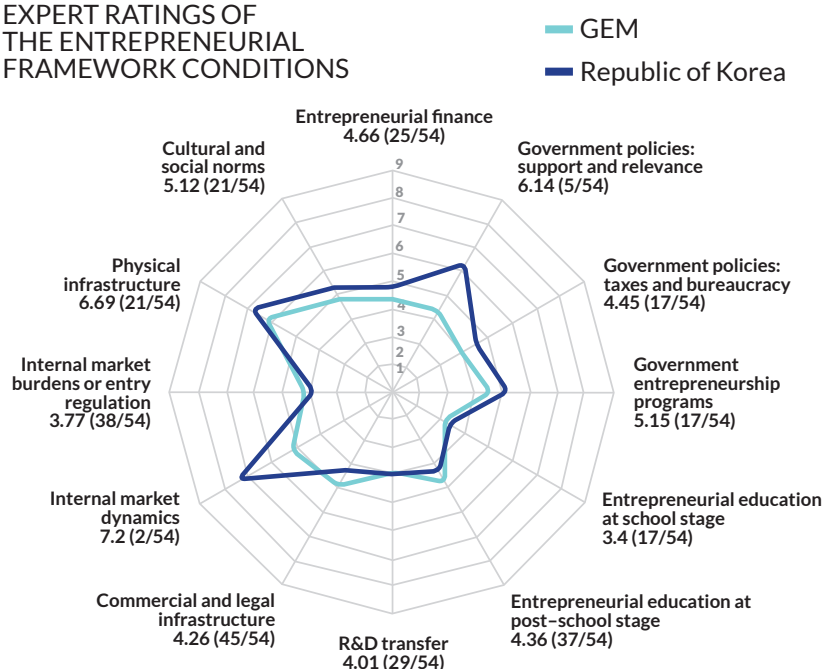 EXPERT RATINGS OF
THE ENTREPRENEURIAL
FRAMEWORK CONDITIONS
GEM
Republic of Korea
Entrepreneurial finance
4.66 (25/54)
Government policies:
support and relevance
6.14 (5/54)
Government policies:
taxes and bureaucracy
4.45 (17/54)
Government
entrepreneurship
programs
5.15 (17/54)
Entrepreneurial education
at school stage
3.4 (17/54)
Entrepreneurial education at
post–school stage
4.36 (37/54)
R&D transfer
4.01 (29/54)
Commercial and legal
infrastructure
4.26 (45/54)
Internal market
dynamics
7.2 (2/54)
Internal market
burdens or entry
regulation
3.77 (38/54)
Physical
infrastructure
6.69 (21/54)
Cultural and
social norms
5.12 (21/54)
9
8
7
6
5
4
3
2
1